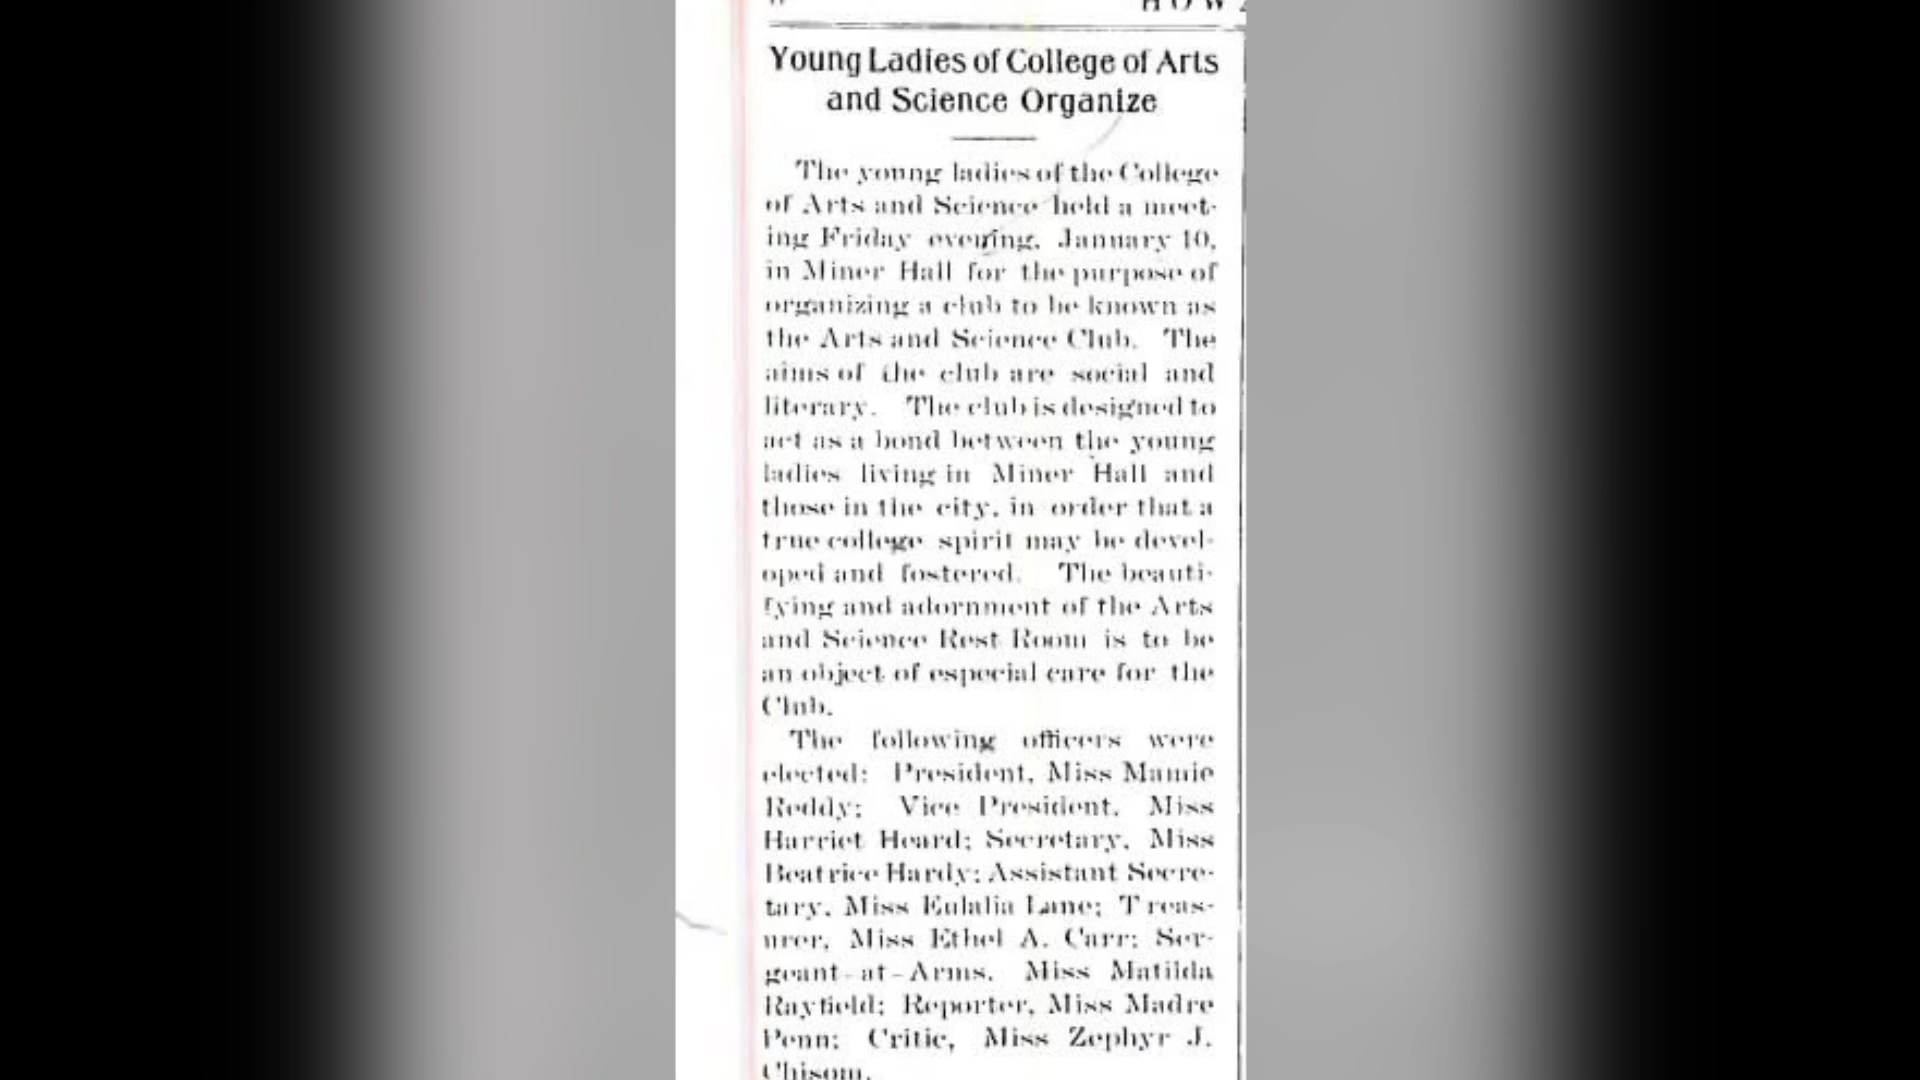 HOWA
Young Ladies of College of Arts
and Science Organize
The young ladies of the College
of Arts and Science held a meet-
ing Friday evening, January 10,
in Miner Hall for the purpose of
organizing a club to be known as
the Arts and Science Club. The
aims of the club are social and
literary. The club is designed to
act as a bond between the young
ladies living in Miner Hall and
those in the city, in order that a
true college spirit may be devel-
oped and fostered. The beauti-
fying and adornment of the Arts
and Science Rest Room is to be
an object of especial care for the
Club.
The following officers were
elected: President, Miss Mamie
Reddy; Vice President, Miss
Harriet Heard; Secretary, Miss
Beatrice Hardy; Assistant Secre-
tary, Miss Eulalia Lane; Treas-
urer, Miss Ethel A. Carr; Ser-
geant-at-Arms, Miss Matilda
Rayfield; Reporter, Miss Madre
Penn; Critic, Miss Zephyr J.
Chisom.